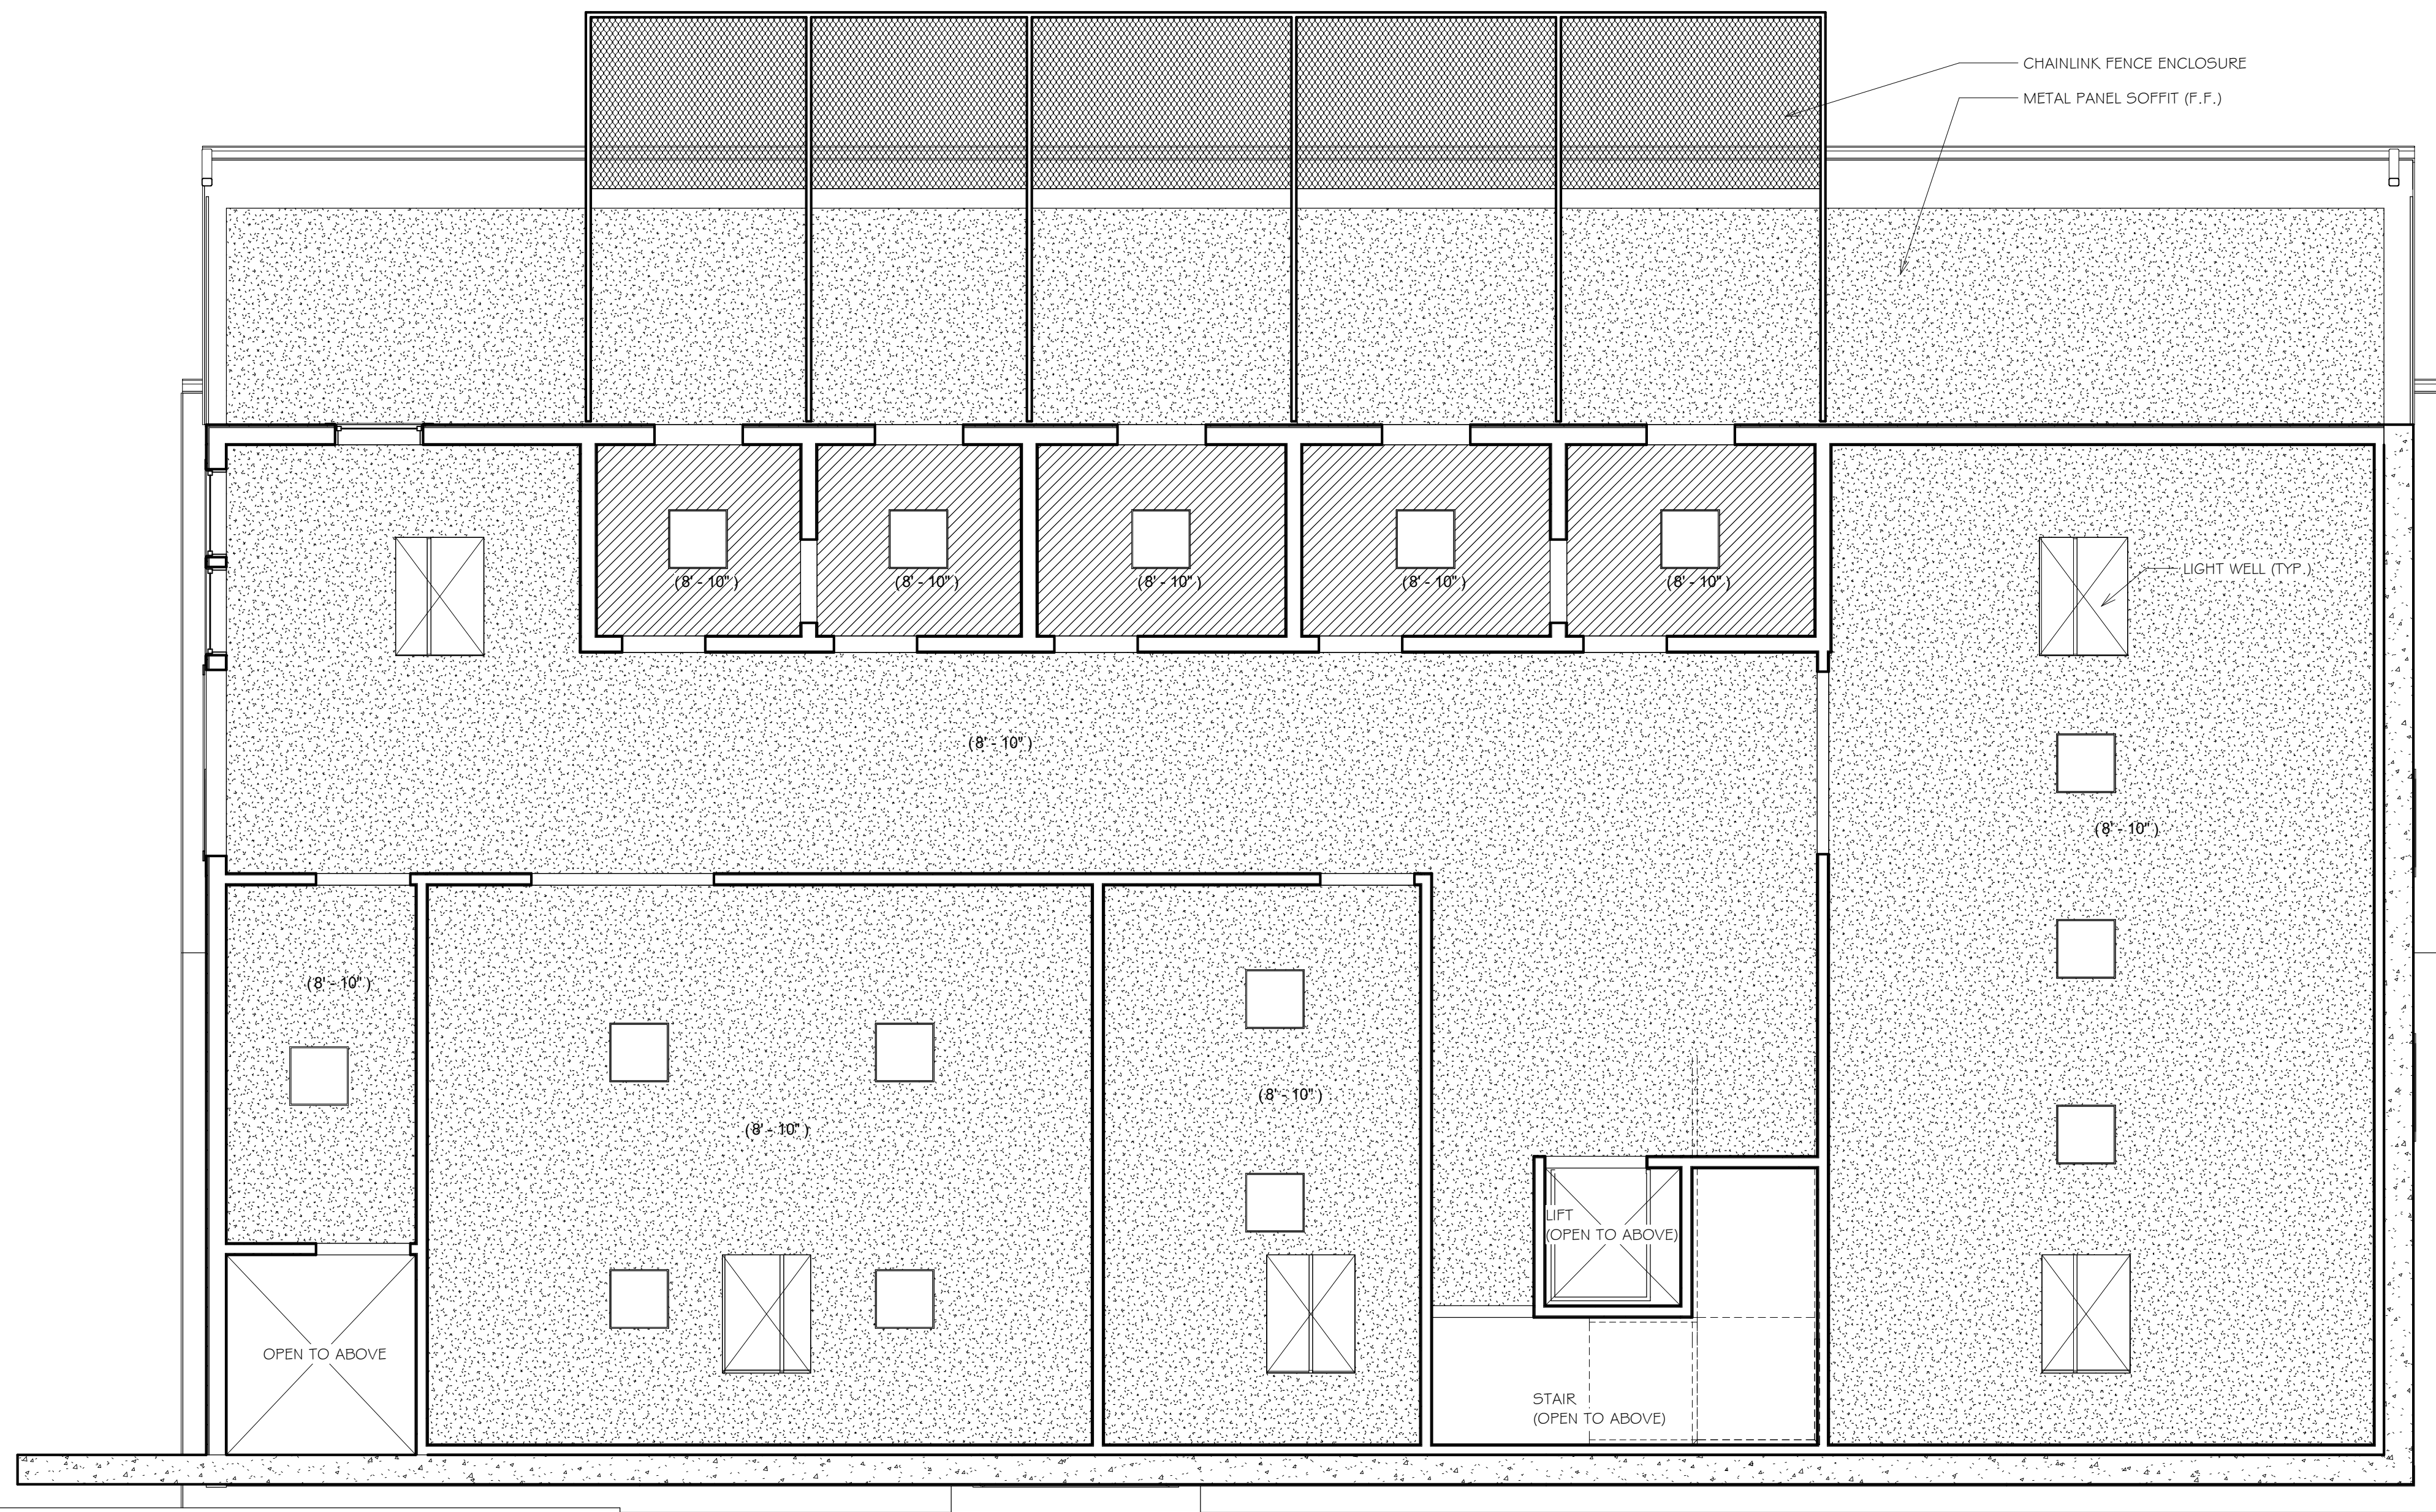 CHAINLINK FENCE ENCLOSURE
METAL PANEL SOFFIT (F.F.)
LIGHT WELL (TYP.)
(8' - 10")
(8' - 10")
(8' - 10")
(8' - 10")
(8' - 10")
(8' - 10")
(8' - 10")
(8' - 10")
(8' - 10")
(8' - 10")
LIFT
(OPEN TO ABOVE)
OPEN TO ABOVE
STAIR
(OPEN TO ABOVE)